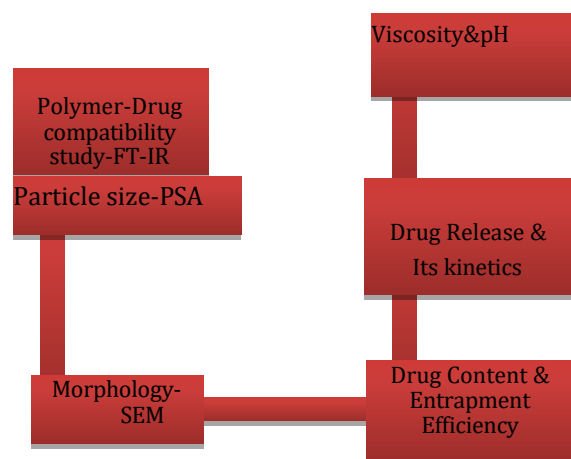 Polymer-Drug
compatibility
study-FT-IR
Particle size-PSA
Morphology-
SEM
Drug Content &
Entrapment
Efficiency
Drug Release &
Its kinetics
Viscosity&pH